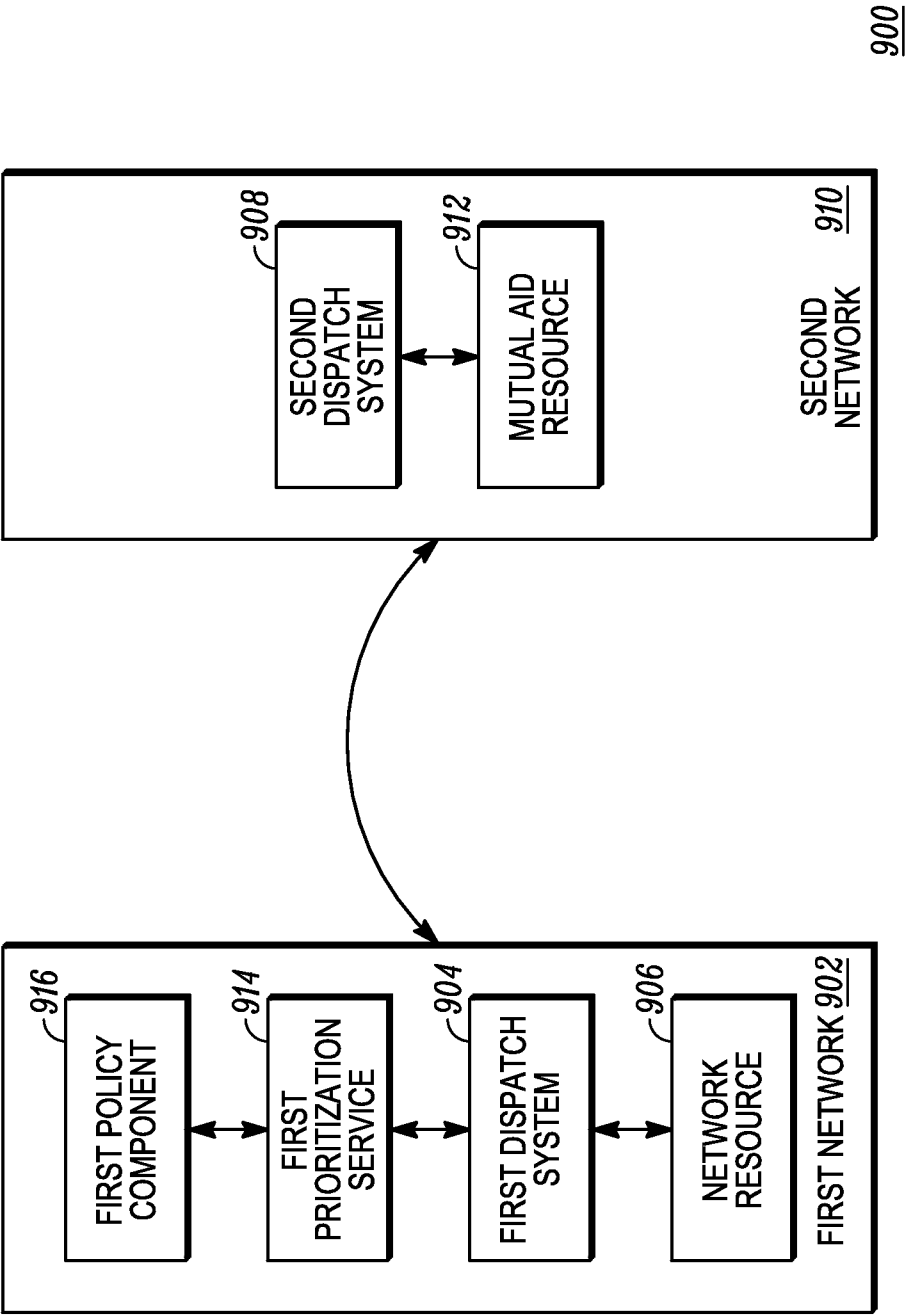 916
FIRST POLICY
COMPONENT
914
FIRST
PRIORITIZATION
SERVICE
904
FIRST DISPATCH
SYSTEM
906
NETWORK
RESOURCE
FIRST NETWORK 902
908
SECOND
DISPATCH
SYSTEM
912
MUTUAL AID
RESOURCE
SECOND
NETWORK
910
900